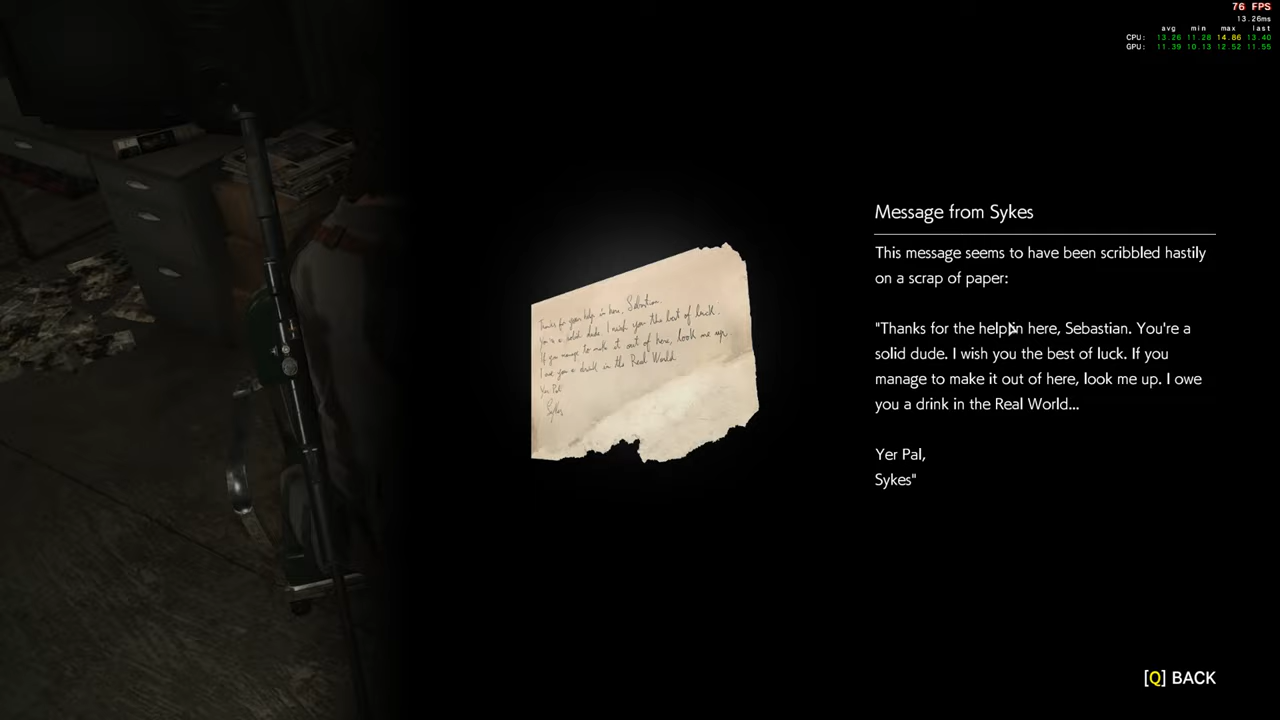 76 FPS
13.26ms
avg min max last
CPU: 13.26 11.28 14.86 13.40
GPU: 11.39 10.13 12.52 11.55
Message from Sykes
This message seems to have been scribbled hastily
on a scrap of paper:
"Thanks for the help in here, Sebastian. You're a
solid dude. I wish you the best of luck. If you
manage to make it out of here, look me up. I owe
you a drink in the Real World...
Yer Pal,
Sykes"
Thanks for your help in here, Sebastian.
You're a solid dude. I wish you the best of luck.
If you manage to make it out of here, look me up
I owe you a drink in the Real World
Yer Pal
Sykes
[Q] BACK